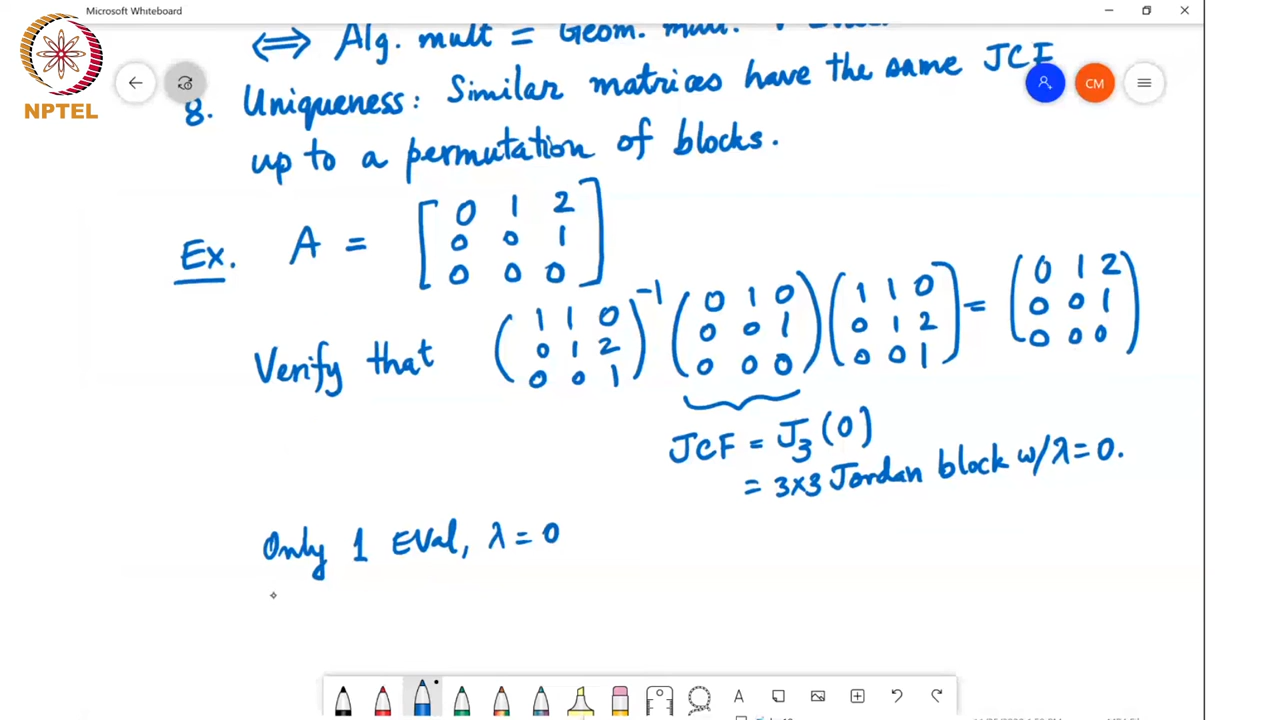 Microsoft Whiteboard
NPTEL
CM
⟺ Alg. mult = Geom. mult.
8. Uniqueness: Similar matrices have the same JCF
up to a permutation of blocks.
Ex. A = [0 1 2
0 0 1
0 0 0]
Verify that (1 1 0
0 1 2
0 0 1)^-1 (0 1 0
0 0 1
0 0 0) (1 1 0
0 1 2
0 0 1) = (0 1 2
0 0 1
0 0 0)
JCF = J_3 (0)
= 3×3 Jordan block w/ λ = 0.
Only 1 EVal, λ = 0
A